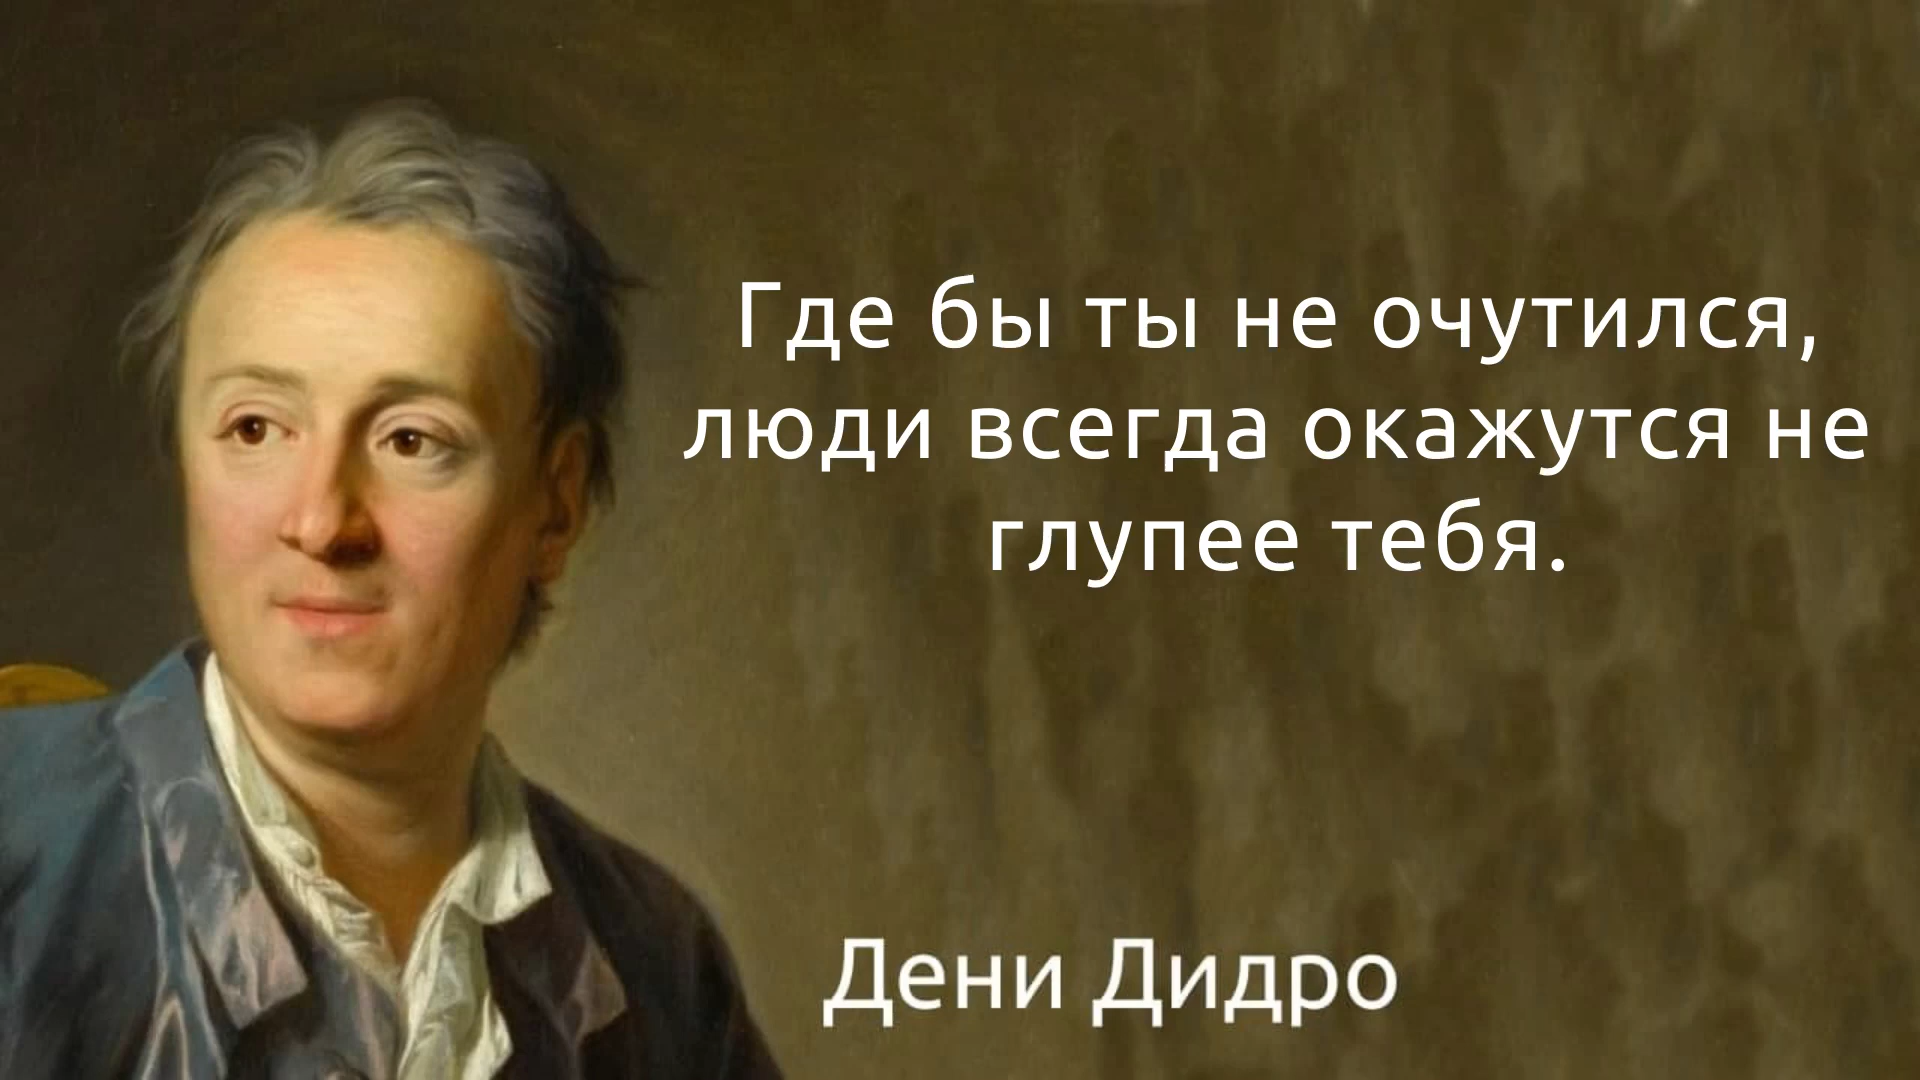 Где бы ты не очутился,
люди всегда окажутся не
глупее тебя.
Дени Дидро